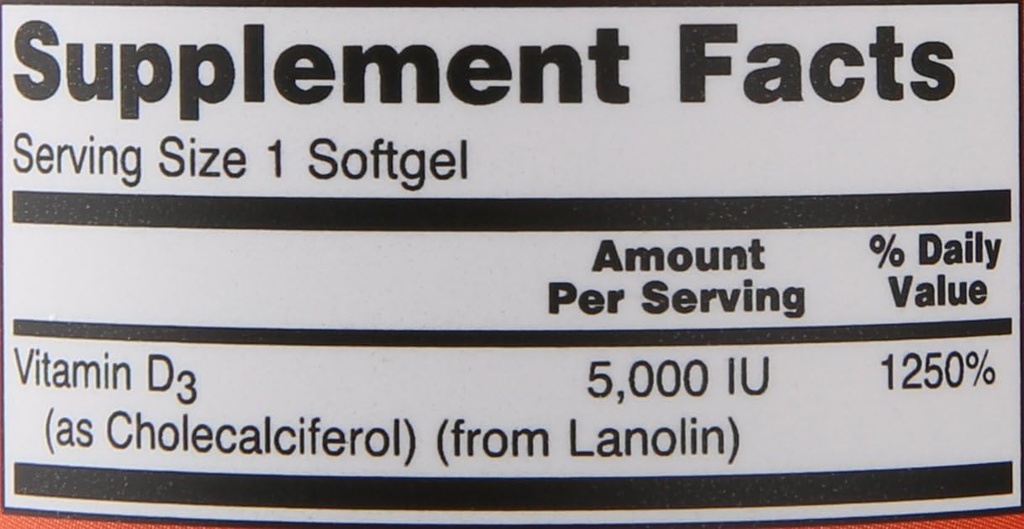 Supplement Facts
Serving Size 1 Softgel
Amount Per Serving
% Daily Value
Vitamin D3 5,000 IU 1250%
(as Cholecalciferol) (from Lanolin)